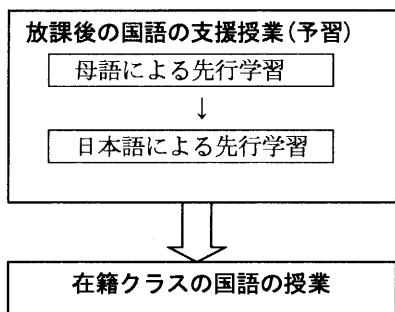 放課後の国語の支援授業(予習)
母語による先行学習
↓
日本語による先行学習
在籍クラスの国語の授業